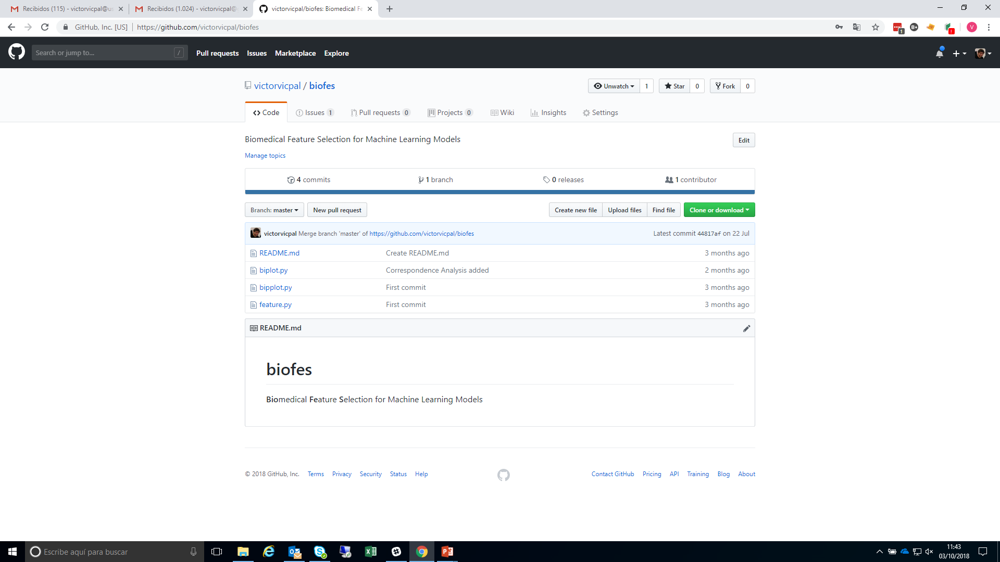 Recibidos (115) - victorvicpal@us
Recibidos (1.024) - victorvicpal@
victorvicpal/biofes: Biomedical Fe
GitHub, Inc. [US] https://github.com/victorvicpal/biofes
1 B+ ! V
Search or jump to... /
Pull requests Issues Marketplace Explore
victorvicpal / biofes
Unwatch 1 Star 0 Fork 0
Code Issues 1 Pull requests 0 Projects 0 Wiki Insights Settings
Biomedical Feature Selection for Machine Learning Models
Edit
Manage topics
4 commits 1 branch 0 releases 1 contributor
Branch: master New pull request Create new file Upload files Find file Clone or download
victorvicpal Merge branch 'master' of https://github.com/victorvicpal/biofes Latest commit 44817af on 22 Jul
README.md Create README.md 3 months ago
biplot.py Correspondence Analysis added 2 months ago
bipplot.py First commit 3 months ago
feature.py First commit 3 months ago
README.md
biofes
Biomedical Feature Selection for Machine Learning Models
© 2018 GitHub, Inc. Terms Privacy Security Status Help Contact GitHub Pricing API Training Blog About
Escribe aquí para buscar
11:43
03/10/2018